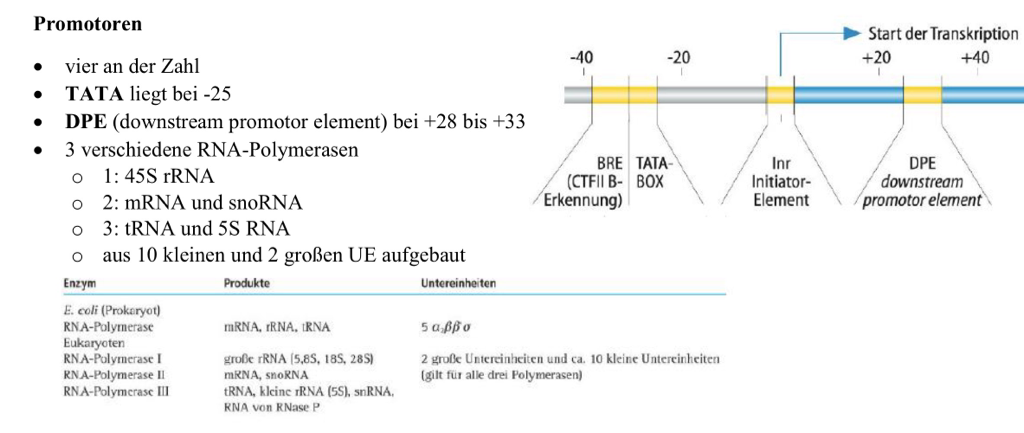 Promotoren
• vier an der Zahl
• TATA liegt bei -25
• DPE (downstream promotor element) bei +28 bis +33
• 3 verschiedene RNA-Polymerasen
o 1: 45S rRNA
o 2: mRNA und snoRNA
o 3: tRNA und 5S RNA
o aus 10 kleinen und 2 großen UE aufgebaut
Start der Transkription
-40 -20 +20 +40
BRE
(CTFII B-
Erkennung)
TATA-
BOX
Inr
Initiator-
Element
DPE
downstream
promotor element
Enzym Produkte Untereinheiten
E. coli (Prokaryot)
RNA-Polymerase mRNA, rRNA, tRNA 5 α₂ββ'σ
Eukaryoten
RNA-Polymerase I große rRNA (5,8S, 18S, 28S) 2 große Untereinheiten und ca. 10 kleine Untereinheiten
RNA-Polymerase II mRNA, snoRNA (gilt für alle drei Polymerasen)
RNA-Polymerase III tRNA, kleine rRNA (5S), snRNA,
RNA von RNase P